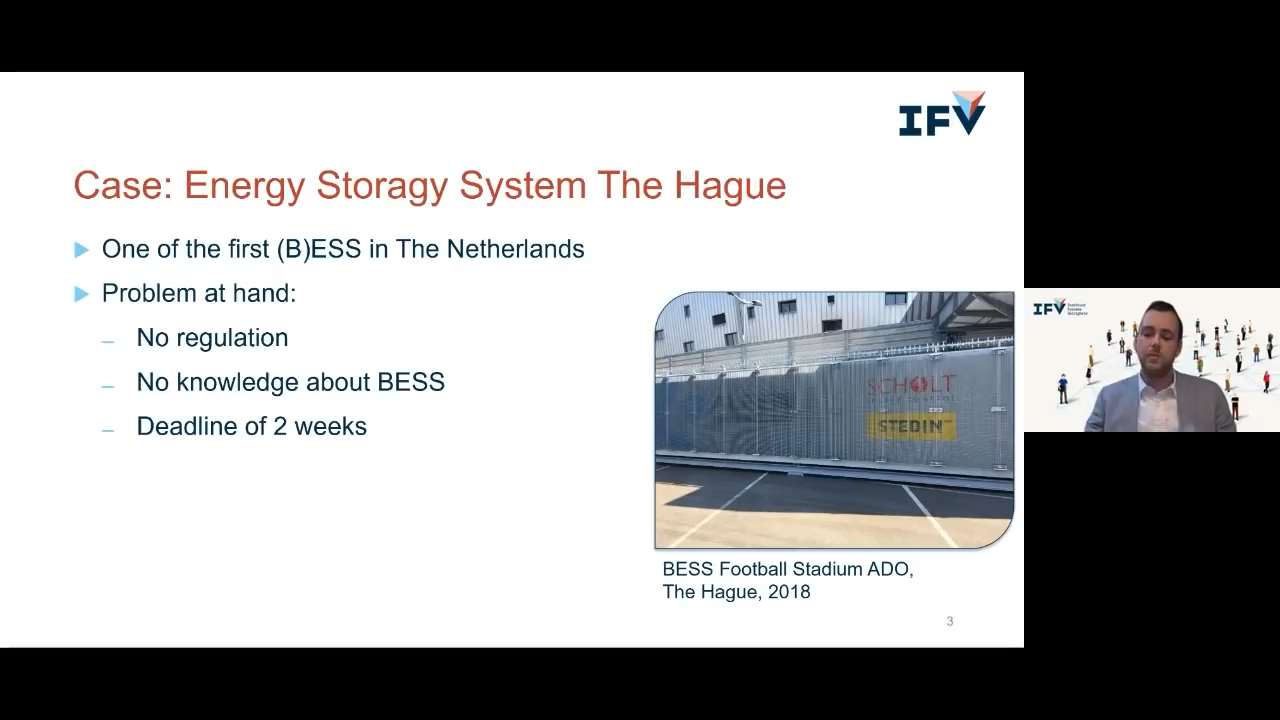 IFV
Case: Energy Storagy System The Hague
One of the first (B)ESS in The Netherlands
Problem at hand:
No regulation
No knowledge about BESS
Deadline of 2 weeks
SCHOLT
STEDIN
BESS Football Stadium ADO,
The Hague, 2018
3
IFV